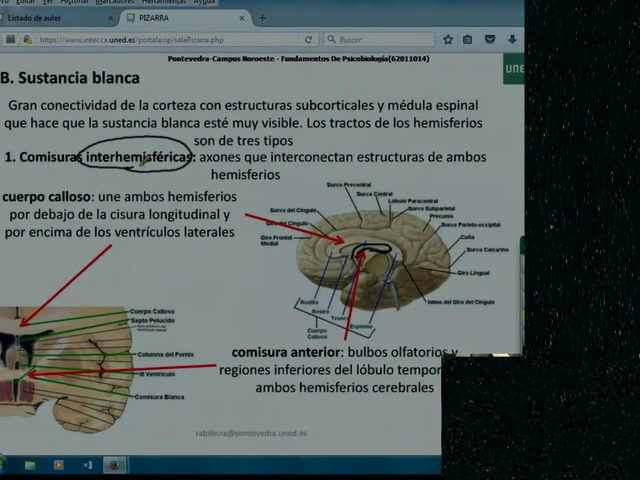 Marcadores Herramientas Ayuda
Listado de aulas
PIZARRA
https://www.intecca.uned.es/portalavip/salaPizarra.php
Buscar
Pontevedra-Campus Noroeste - Fundamentos De Psicobiología(62011014)
B. Sustancia blanca
Gran conectividad de la corteza con estructuras subcorticales y médula espinal
que hace que la sustancia blanca esté muy visible. Los tractos de los hemisferios
son de tres tipos
1. Comisuras interhemisféricas: axones que interconectan estructuras de ambos
hemisferios
cuerpo calloso: une ambos hemisferios
por debajo de la cisura longitudinal y
por encima de los ventrículos laterales
Surco Precentral
Surco Central
Lóbulo Paracentral
Surco Subparietal
Precuneo
Surco Parieto-occipital
Cuña
Surco Calcarino
Giro Lingual
Istmo del Giro del Cíngulo
Surco del Cíngulo
Giro del Cíngulo
Giro Frontal
Medial
Rodilla
Rostro
Tronco
Esplenio
Cuerpo
Calloso
Cuerpo Calloso
Septo Pelúcido
Columna del Fornix
III Ventrículo
Comisura Blanca
comisura anterior: bulbos olfatorios y
regiones inferiores del lóbulo tempor
ambos hemisferios cerebrales
rabilleira@pontevedra.uned.es